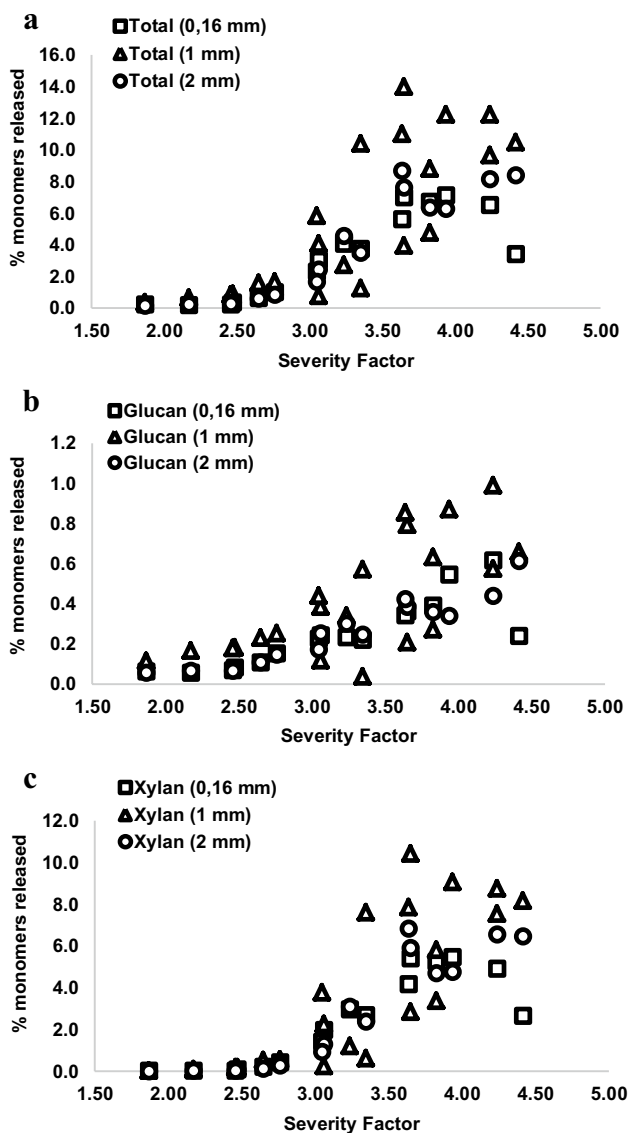 a
Total (0,16 mm)
Total (1 mm)
Total (2 mm)
% monomers released
16.0
14.0
12.0
10.0
8.0
6.0
4.0
2.0
0.0
1.50 2.00 2.50 3.00 3.50 4.00 4.50 5.00
Severity Factor
b
Glucan (0,16 mm)
Glucan (1 mm)
Glucan (2 mm)
% monomers released
1.2
1.0
0.8
0.6
0.4
0.2
0.0
1.50 2.00 2.50 3.00 3.50 4.00 4.50 5.00
Severity Factor
c
Xylan (0,16 mm)
Xylan (1 mm)
Xylan (2 mm)
% monomers released
12.0
10.0
8.0
6.0
4.0
2.0
0.0
1.50 2.00 2.50 3.00 3.50 4.00 4.50 5.00
Severity Factor